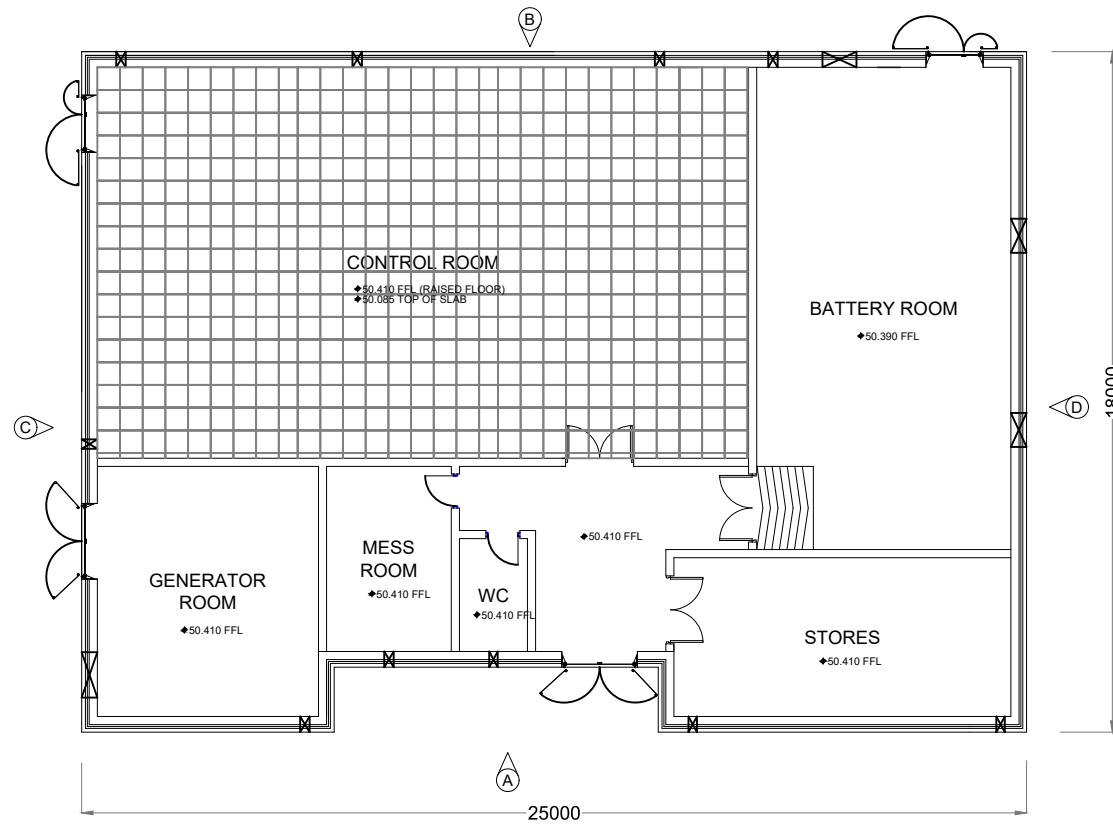 B
CONTROL ROOM
50.410 FFL (RAISED FLOOR)
50.085 TOP OF SLAB
BATTERY ROOM
50.390 FFL
18000
C
D
50.410 FFL
MESS
ROOM
50.410 FFL
GENERATOR
ROOM
50.410 FFL
WC
50.410 FFL
STORES
50.410 FFL
A
25000